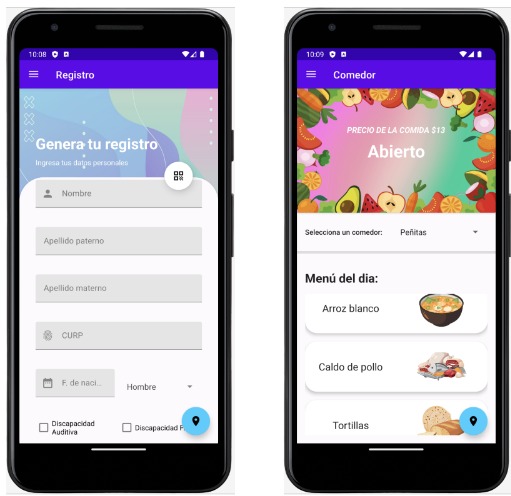 10:08
Registro
Genera tu registro
Ingresa tus datos personales
Nombre
Apellido paterno
Apellido materno
CURP
F. de naci...
Hombre
Discapacidad
Auditiva
Discapacidad F
10:09
Comedor
PRECIO DE LA COMIDA $13
Abierto
Selecciona un comedor:
Peñitas
Menú del dia:
Arroz blanco
Caldo de pollo
Tortillas